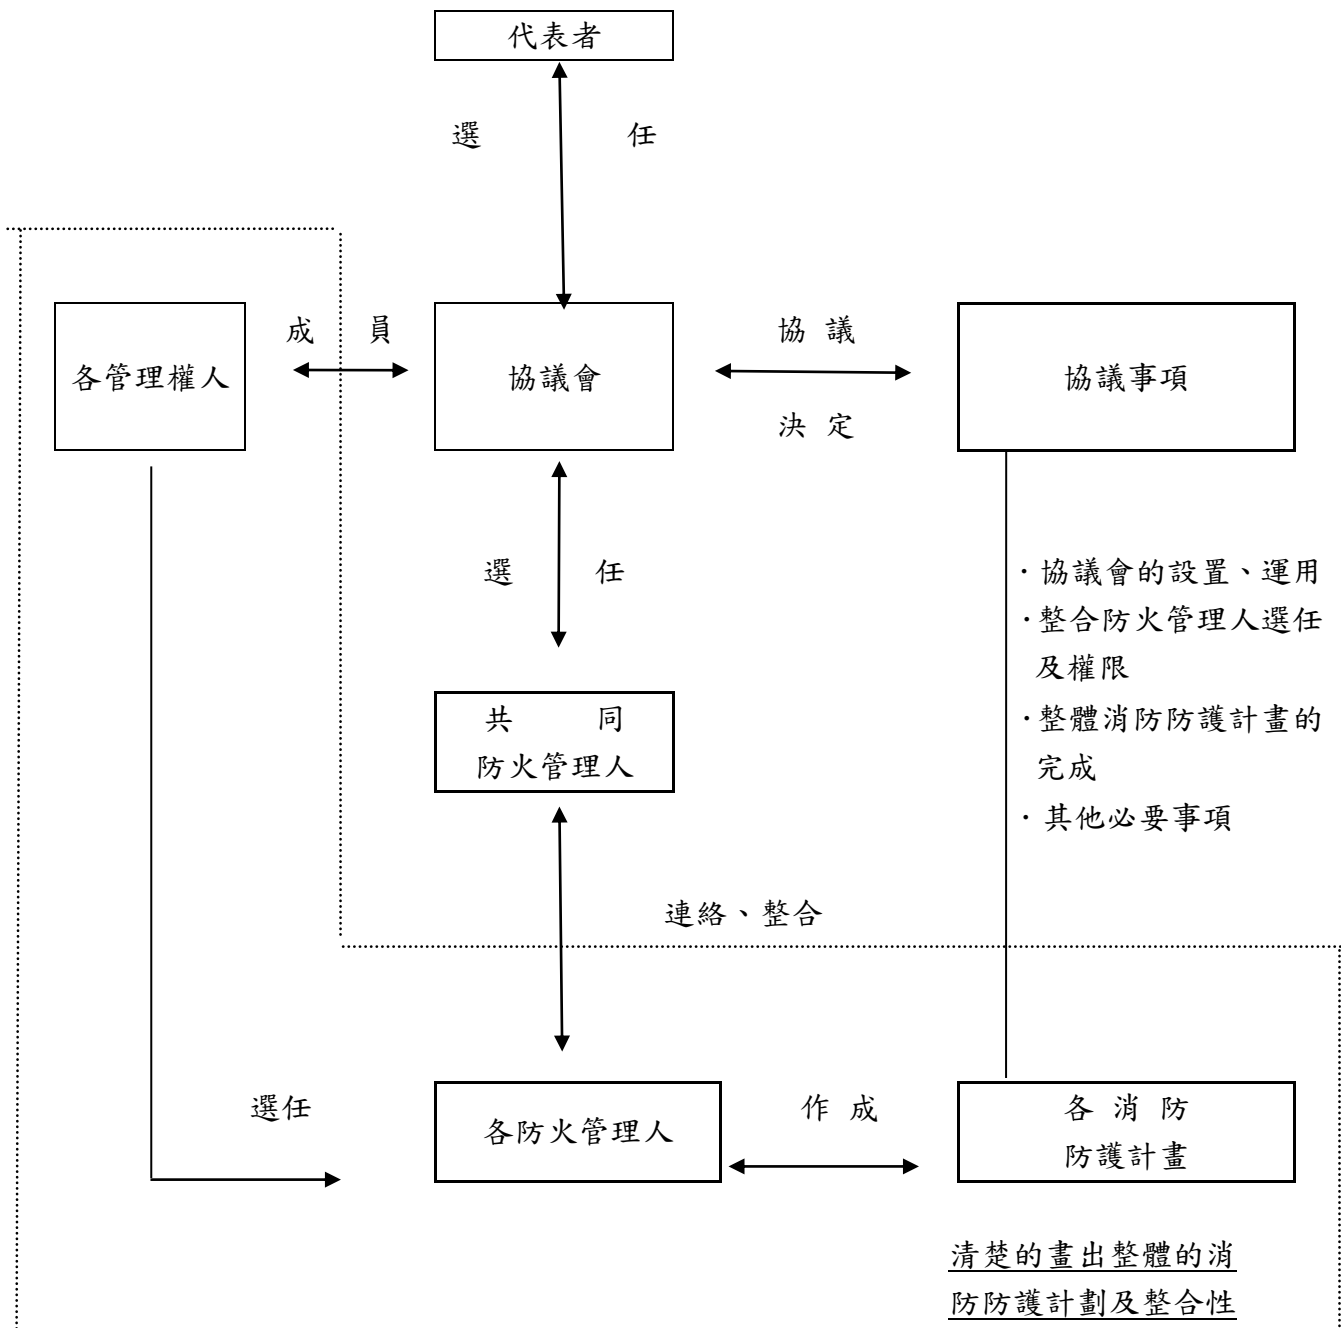 代表者
選 任
各管理權人
成 員
協議會
協 議
決 定
協議事項
選 任
・協議會的設置、運用
・整合防火管理人選任
及權限
・整體消防防護計畫的
完成
・其他必要事項
共 同
防火管理人
連絡、整合
選任
各防火管理人
作 成
各 消 防
防護計畫
清楚的畫出整體的消
防防護計劃及整合性